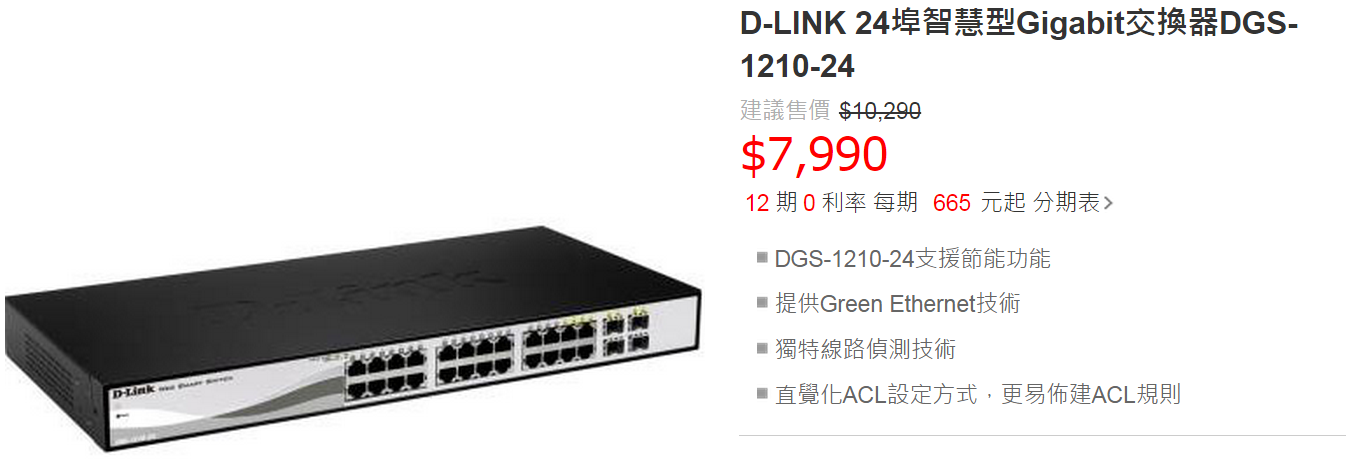 D-LINK 24埠智慧型Gigabit交換器DGS-
1210-24
建議售價 $10,290
$7,990
12 期 0 利率 每期 665 元起 分期表
DGS-1210-24支援節能功能
提供Green Ethernet技術
獨特線路偵測技術
直覺化ACL設定方式，更易佈建ACL規則
D-Link
D-Link WEB SMART SWITCH